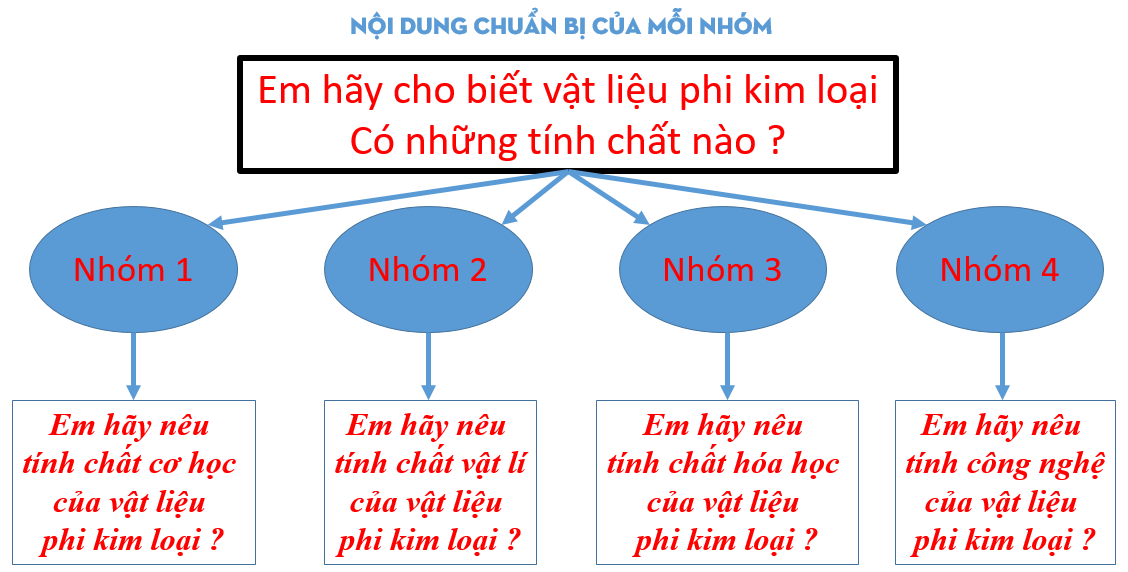 NỘI DUNG CHUẨN BỊ CỦA MỖI NHÓM
Em hãy cho biết vật liệu phi kim loại
Có những tính chất nào ?
Nhóm 1
Nhóm 2
Nhóm 3
Nhóm 4
Em hãy nêu
tính chất cơ học
của vật liệu
phi kim loại ?
Em hãy nêu
tính chất vật lí
của vật liệu
phi kim loại ?
Em hãy nêu
tính chất hóa học
của vật liệu
phi kim loại ?
Em hãy nêu
tính công nghệ
của vật liệu
phi kim loại ?